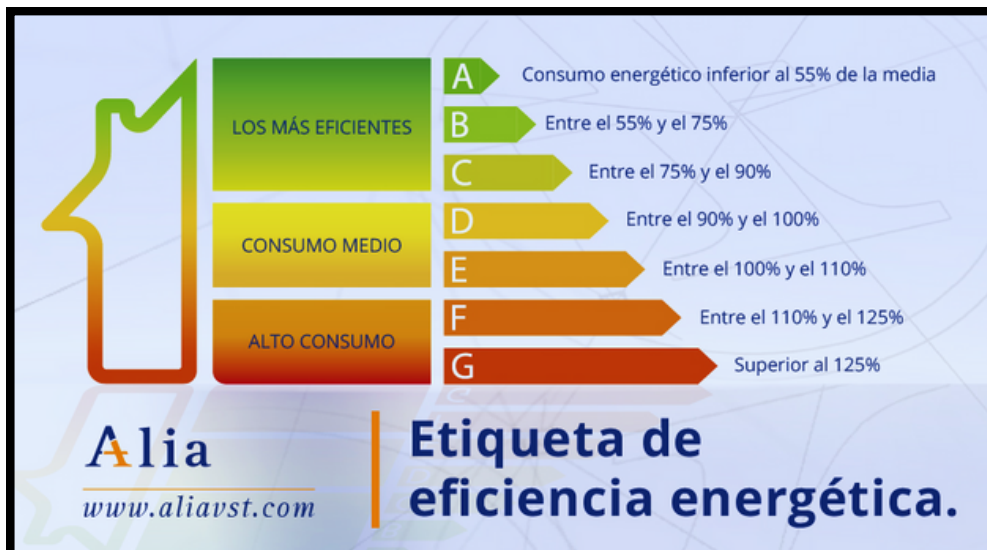 LOS MÁS EFICIENTES
A Consumo energético inferior al 55% de la media
B Entre el 55% y el 75%
C Entre el 75% y el 90%
CONSUMO MEDIO
D Entre el 90% y el 100%
E Entre el 100% y el 110%
ALTO CONSUMO
F Entre el 110% y el 125%
G Superior al 125%
Alia
www.aliavst.com
Etiqueta de
eficiencia energética.